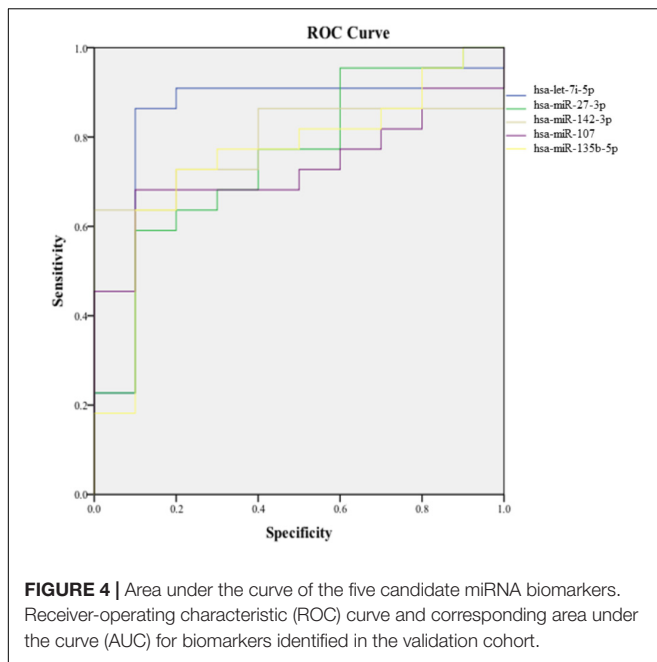 ROC Curve
1.0
0.8
0.6
0.4
0.2
0.0
Sensitivity
0.0 0.2 0.4 0.6 0.8 1.0
Specificity
hsa-let-7i-5p
hsa-miR-27-3p
hsa-miR-142-3p
hsa-miR-107
hsa-miR-135b-5p
FIGURE 4 | Area under the curve of the five candidate miRNA biomarkers.
Receiver-operating characteristic (ROC) curve and corresponding area under
the curve (AUC) for biomarkers identified in the validation cohort.